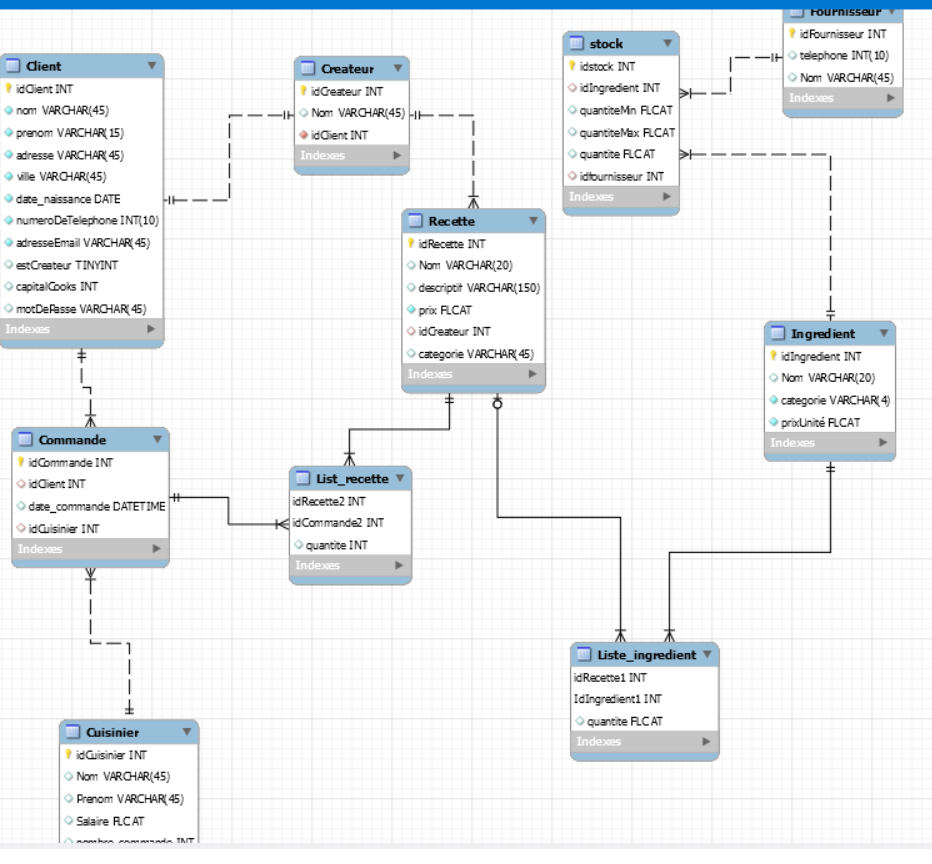 Client
idClient INT
nom VARCHAR(45)
prenom VARCHAR(15)
adresse VARCHAR(45)
ville VARCHAR(45)
date_naissance DATE
numeroDeTelephone INT(10)
adresseEmail VARCHAR(45)
estCreateur TINYINT
capitalCooks INT
motDePasse VARCHAR(45)
Indexes
Createur
idCreateur INT
Nom VARCHAR(45)
idClient INT
Indexes
stock
idstock INT
idIngredient INT
quantiteMin FLOAT
quantiteMax FLOAT
quantite FLOAT
idfournisseur INT
Indexes
Fournisseur
idFournisseur INT
telephone INT(10)
Nom VARCHAR(45)
Indexes
Recette
idRecette INT
Nom VARCHAR(20)
descriptif VARCHAR(150)
prix FLOAT
idCreateur INT
categorie VARCHAR(45)
Indexes
Ingredient
idIngredient INT
Nom VARCHAR(20)
categorie VARCHAR(4)
prixUnité FLOAT
Indexes
Commande
idCommande INT
idClient INT
date_commande DATETIME
idCuisinier INT
Indexes
List_recette
idRecette2 INT
idCommande2 INT
quantite INT
Indexes
Liste_ingredient
idRecette1 INT
IdIngredient1 INT
quantite FLOAT
Indexes
Cuisinier
idCuisinier INT
Nom VARCHAR(45)
Prenom VARCHAR(45)
Salaire FLOAT
nombre_commande INT